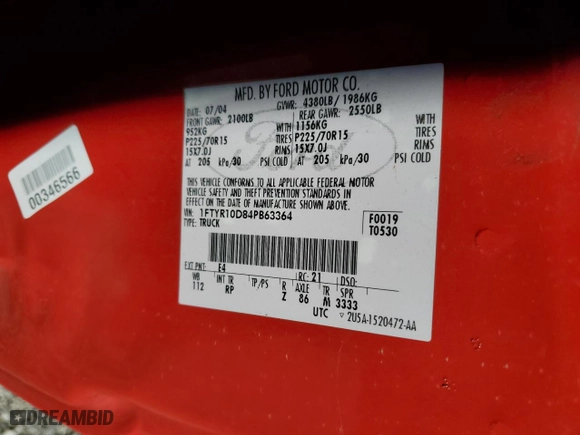 MFD. BY FORD MOTOR CO.
DATE: 07/04 GVWR: 4380LB/ 1986KG
FRONT GAWR: 2100LB REAR GAWR: 2550LB
952KG 1156KG
P225/70R15 TIRES P225/70R15
15X7.0J RIMS 15X7.0J
AT 205 kPa/30 PSI COLD AT 205 kPa/30 PSI COLD
THIS VEHICLE CONFORMS TO ALL APPLICABLE FEDERAL MOTOR
VEHICLE SAFETY AND THEFT PREVENTION STANDARDS IN
EFFECT ON THE DATE OF MANUFACTURE SHOWN ABOVE.
VIN: 1FTYR10D84PB63364 F0019
TYPE: TRUCK T0530
EXT PNT: E4 RC: 21 DSO:
WB INT TR TP/PS R AXLE TR SPR
112 RP Z 86 M 3333
UTC ▽ 2U5A-1520472-AA
Ford
00346566
DREAMBID